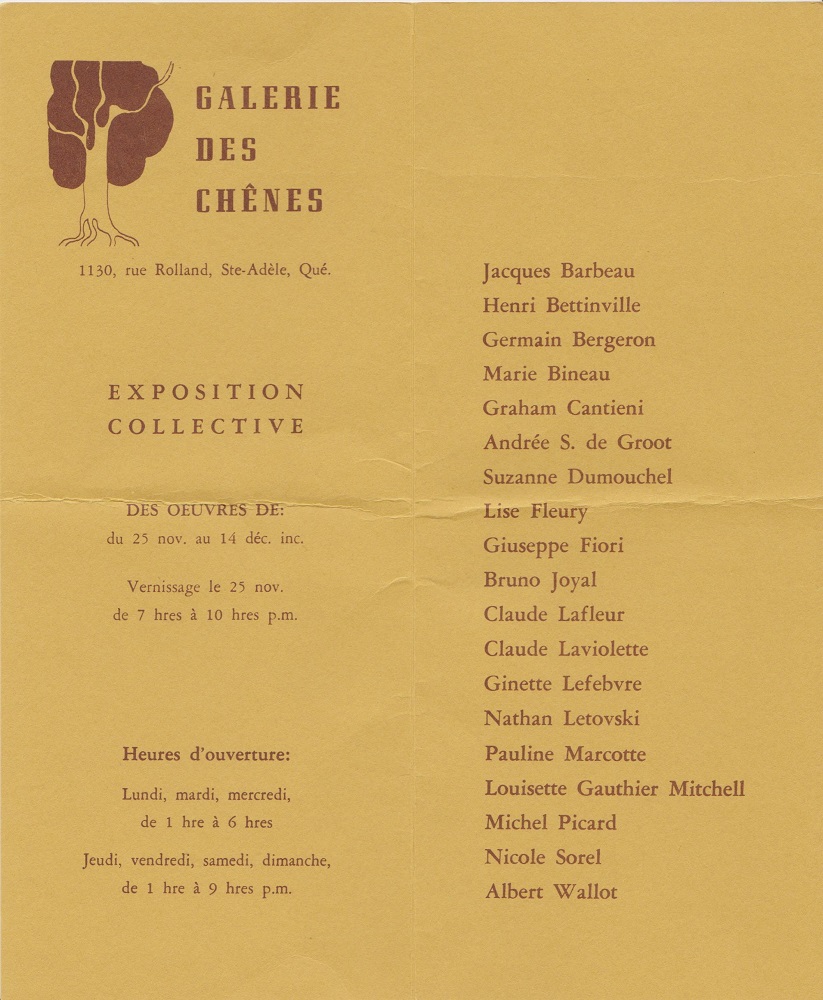 GALERIE
DES
CHÊNES
1130, rue Rolland, Ste-Adèle, Qué.
EXPOSITION
COLLECTIVE
DES OEUVRES DE:
du 25 nov. au 14 déc. inc.
Vernissage le 25 nov.
de 7 hres à 10 hres p.m.
Heures d'ouverture:
Lundi, mardi, mercredi,
de 1 hre à 6 hres
Jeudi, vendredi, samedi, dimanche,
de 1 hre à 9 hres p.m.
Jacques Barbeau
Henri Bettinville
Germain Bergeron
Marie Bineau
Graham Cantieni
Andrée S. de Groot
Suzanne Dumouchel
Lise Fleury
Giuseppe Fiori
Bruno Joyal
Claude Lafleur
Claude Laviolette
Ginette Lefebvre
Nathan Letovski
Pauline Marcotte
Louisette Gauthier Mitchell
Michel Picard
Nicole Sorel
Albert Wallot